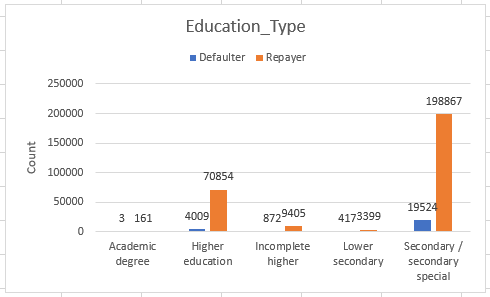 Education_Type
Defaulter Repayer
250000
200000
150000
100000
50000
0
Count
3 161
4009 70854
872 9405
417 3399
19524 198867
Academic degree
Higher education
Incomplete higher
Lower secondary
Secondary / secondary special